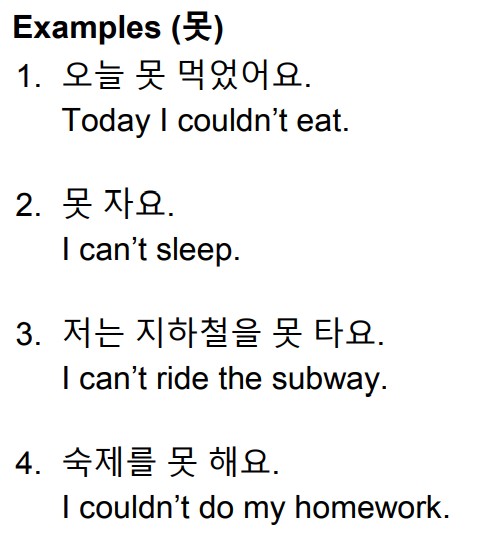 Examples (못)
1. 오늘 못 먹었어요.
Today I couldn’t eat.
2. 못 자요.
I can’t sleep.
3. 저는 지하철을 못 타요.
I can’t ride the subway.
4. 숙제를 못 해요.
I couldn’t do my homework.